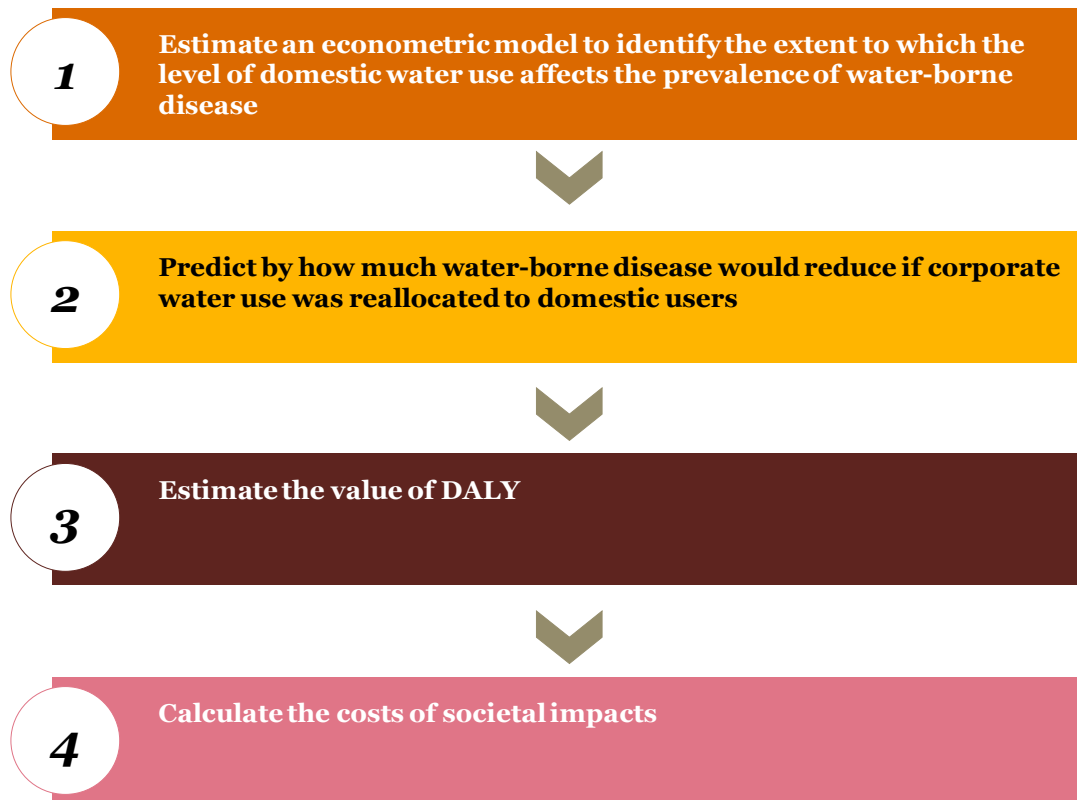 1
Estimate an econometric model to identify the extent to which the
level of domestic water use affects the prevalence of water-borne
disease
2
Predict by how much water-borne disease would reduce if corporate
water use was reallocated to domestic users
3
Estimate the value of DALY
4
Calculate the costs of societal impacts